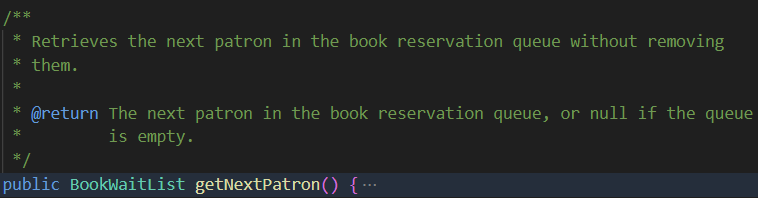 /**
 * Retrieves the next patron in the book reservation queue without removing
 * them.
 *
 * @return The next patron in the book reservation queue, or null if the queue
 *         is empty.
 */
public BookWaitList getNextPatron() {···